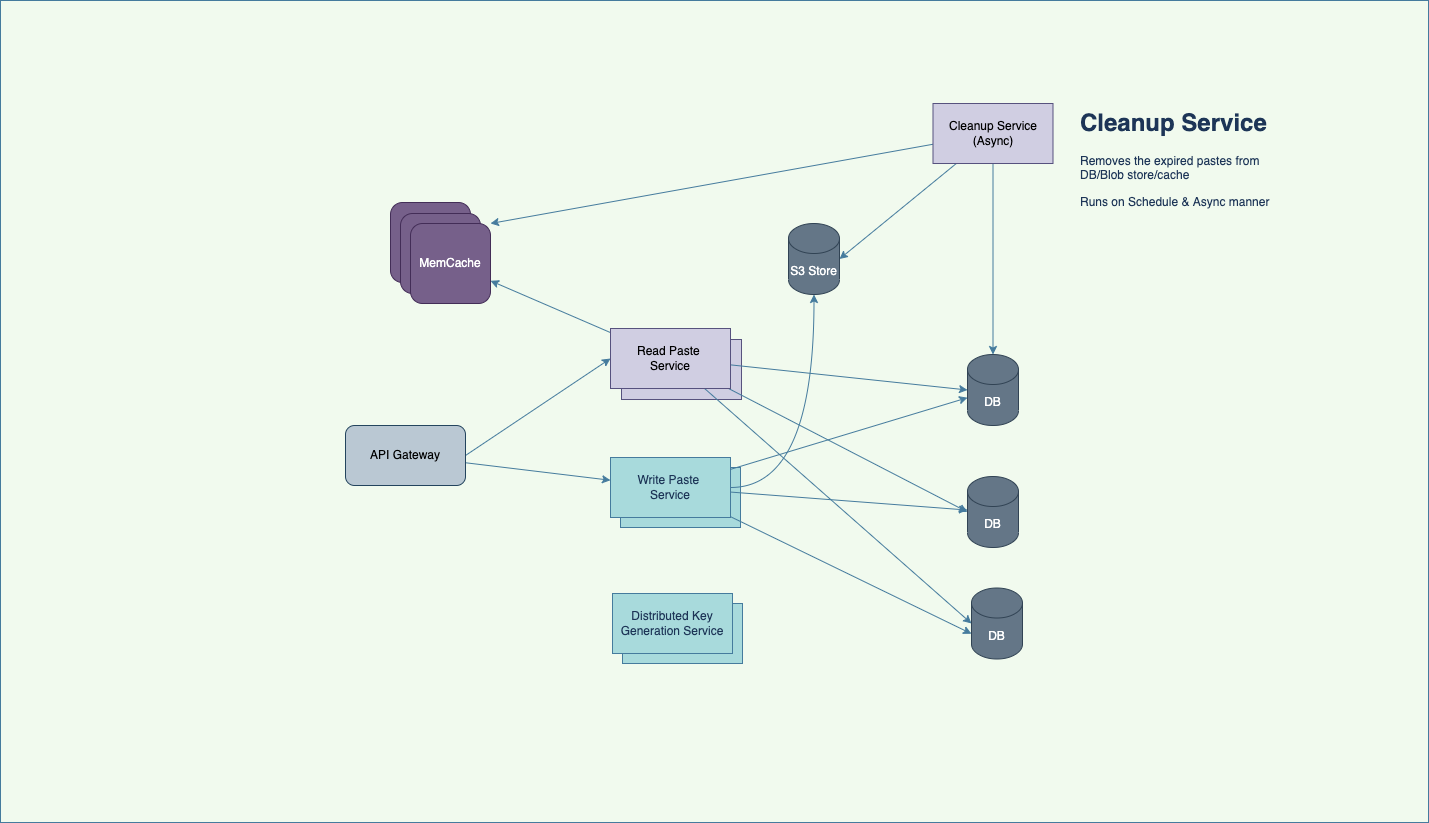 Cleanup Service
(Async)
Cleanup Service
Removes the expired pastes from
DB/Blob store/cache
Runs on Schedule & Async manner
MemCache
S3 Store
Read Paste
Service
DB
API Gateway
Write Paste
Service
DB
Distributed Key
Generation Service
DB